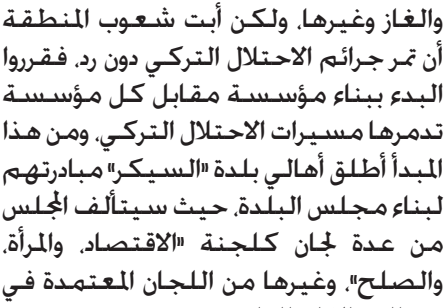 والغاز وغيرها، ولكن أبت شعوب المنطقة
أن تمر جرائم الاحتلال التركي دون رد، فقرروا
البدء ببناء مؤسسة مقابل كل مؤسسة
تدمرها مسيرات الاحتلال التركي، ومن هذا
المبدأ أطلق أهالي بلدة «السيكر» مبادرتهم
لبناء مجلس البلدة، حيث سيتألف المجلس
من عدة لجان كلجنة «الاقتصاد، والمرأة،
والصلح»، وغيرها من اللجان المعتمدة في